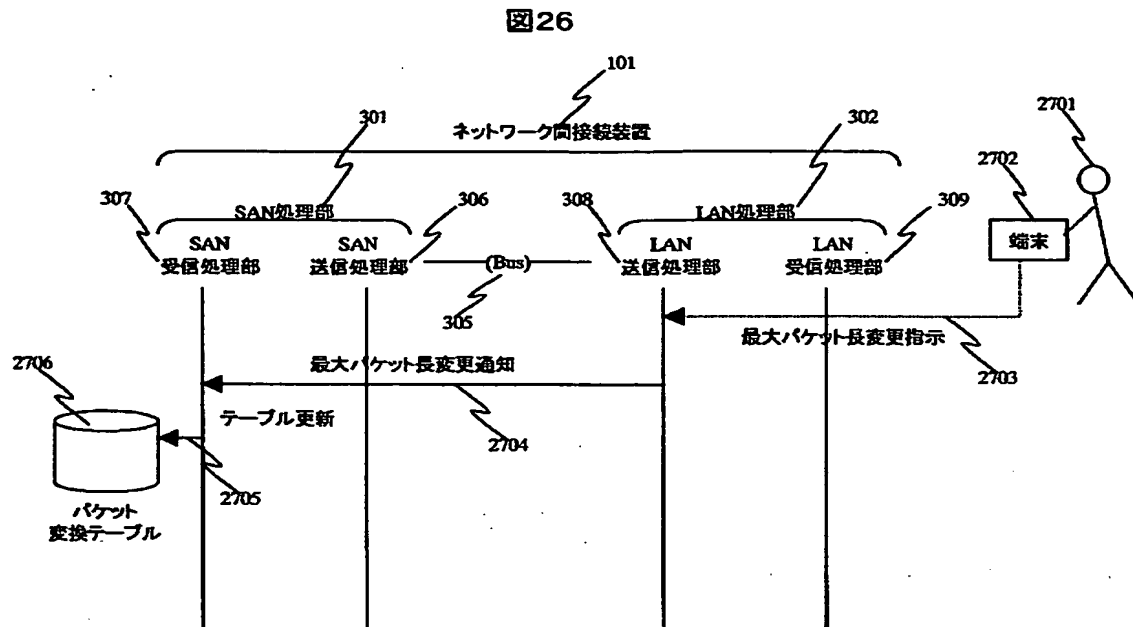 図26
101
ネットワーク間接続装置
301
302
2701
2702
307
SAN処理部
306
308
LAN処理部
309
SAN
受信処理部
SAN
送信処理部
(Bus)
LAN
送信処理部
LAN
受信処理部
端末
305
最大パケット長変更指示
2703
最大パケット長変更通知
2706
テーブル更新
2704
2705
パケット
変換テーブル